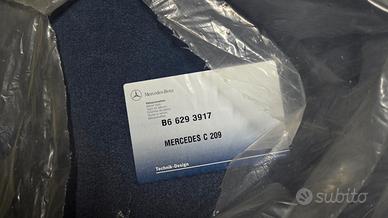 Mercedes-Benz
B6 629 3917
MERCEDES C 209
Technik-Design
subito